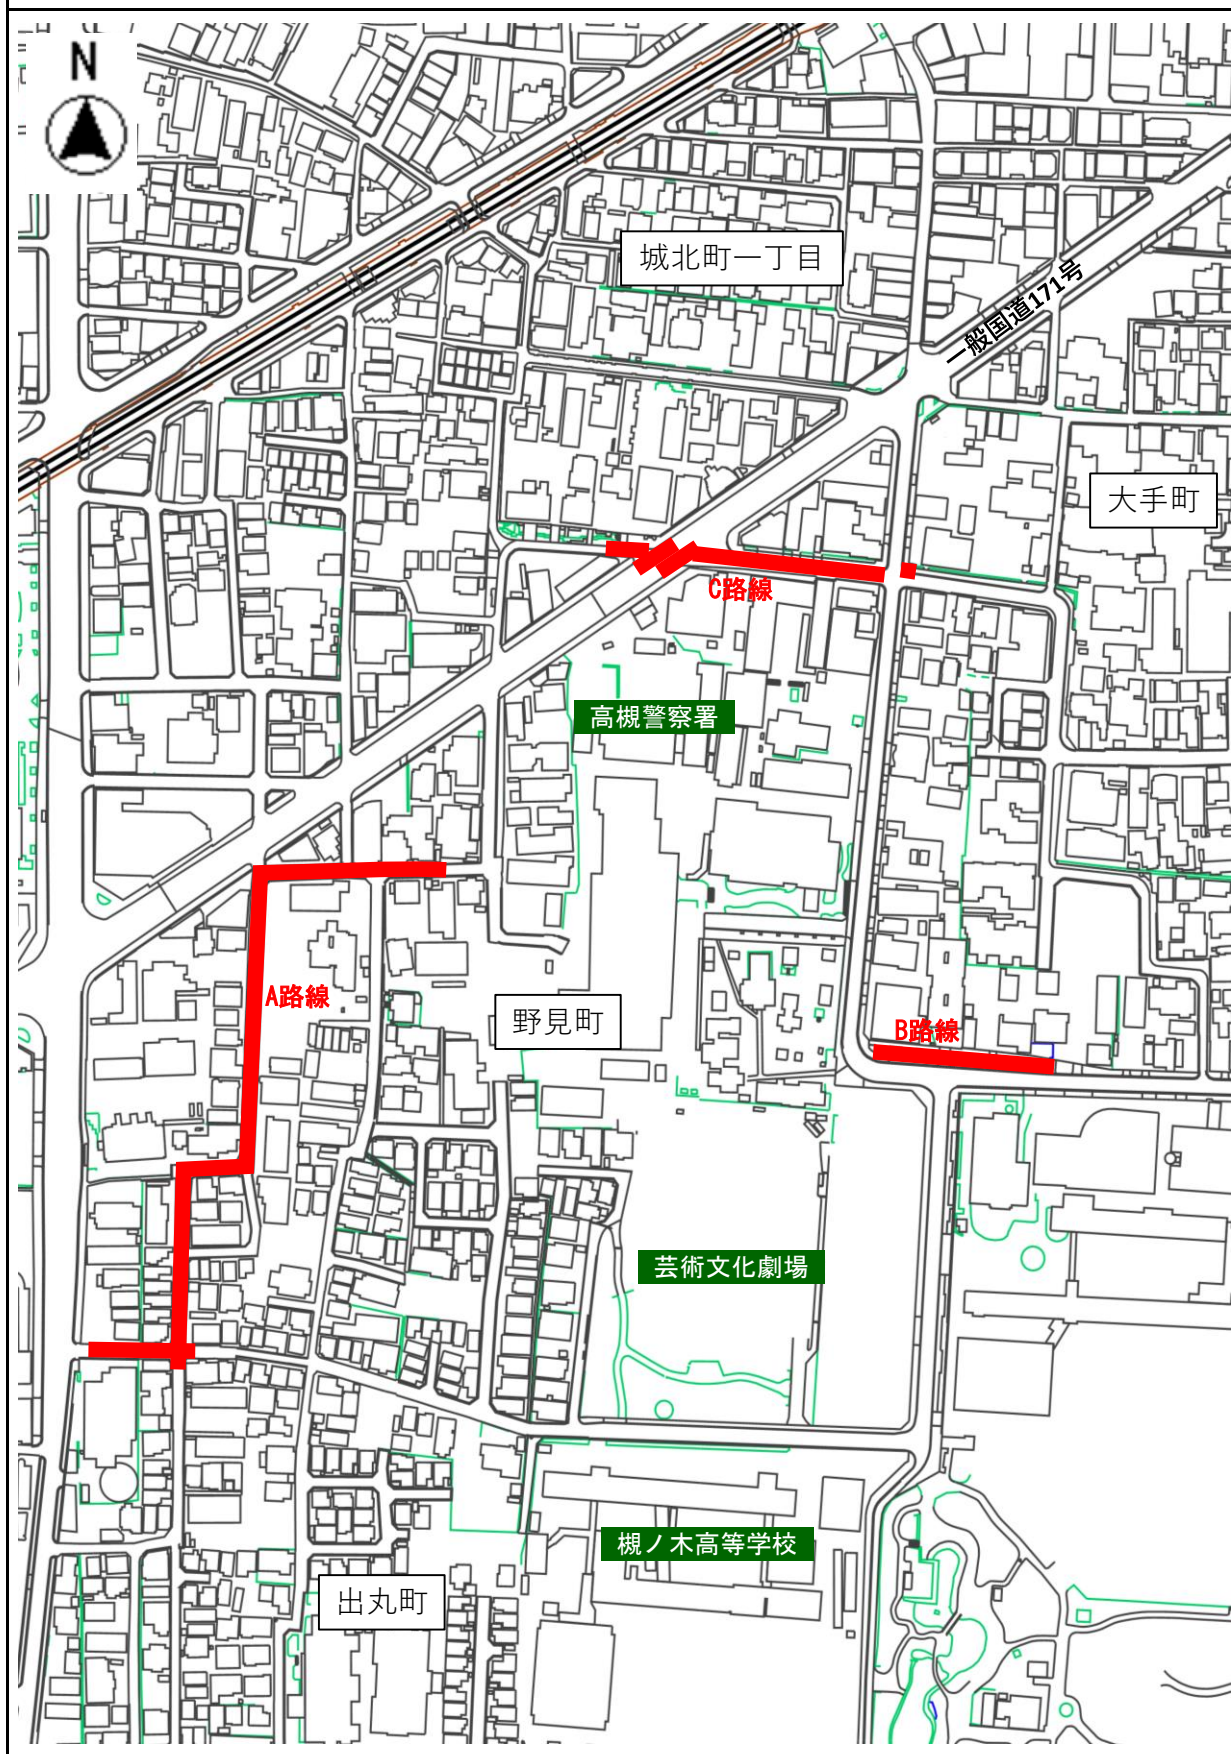 N
城北町一丁目
一般国道171号
大手町
C路線
高槻警察署
A路線
野見町
B路線
芸術文化劇場
槻ノ木高等学校
出丸町